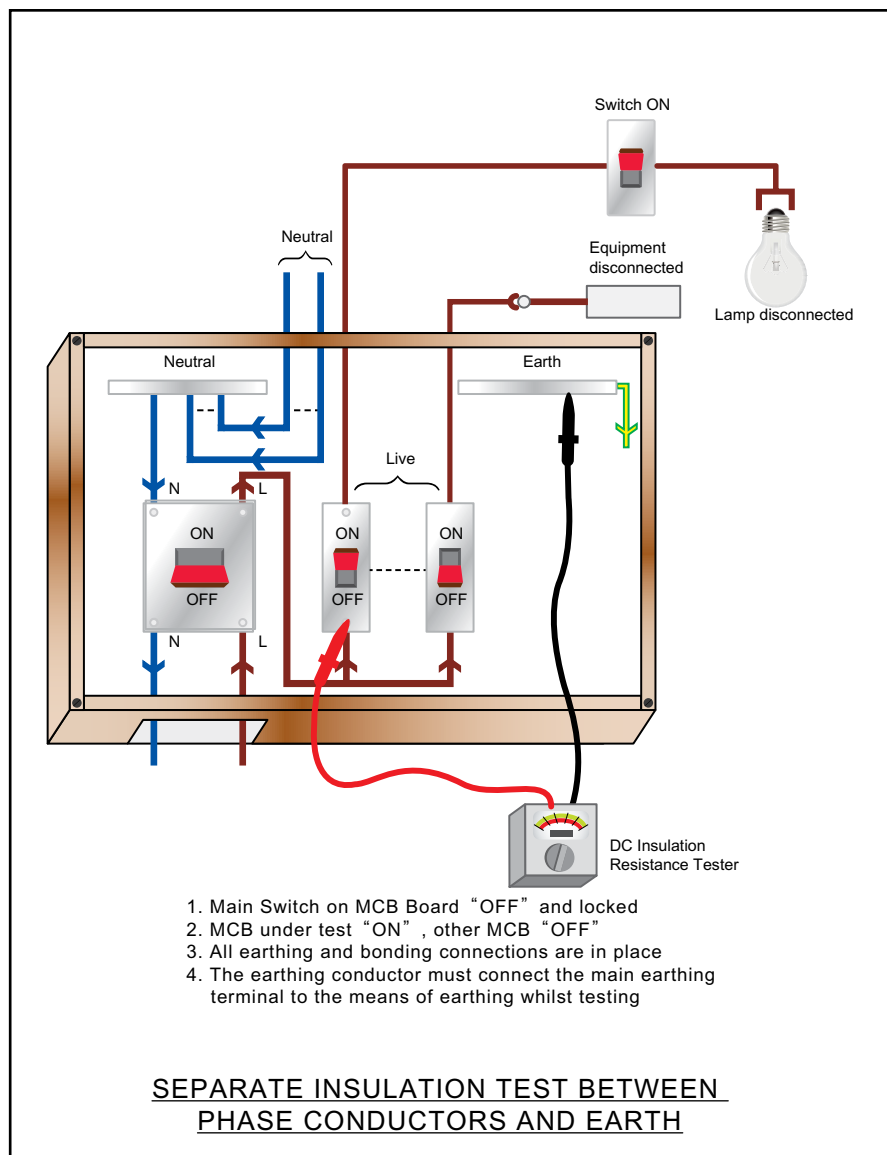 Switch ON
Neutral
Equipment
disconnected
Lamp disconnected
Neutral
Earth
Live
N
L
ON
OFF
ON
OFF
ON
OFF
N
L
DC Insulation
Resistance Tester
1. Main Switch on MCB Board “OFF” and locked
2. MCB under test “ON”, other MCB “OFF”
3. All earthing and bonding connections are in place
4. The earthing conductor must connect the main earthing
terminal to the means of earthing whilst testing
SEPARATE INSULATION TEST BETWEEN
PHASE CONDUCTORS AND EARTH